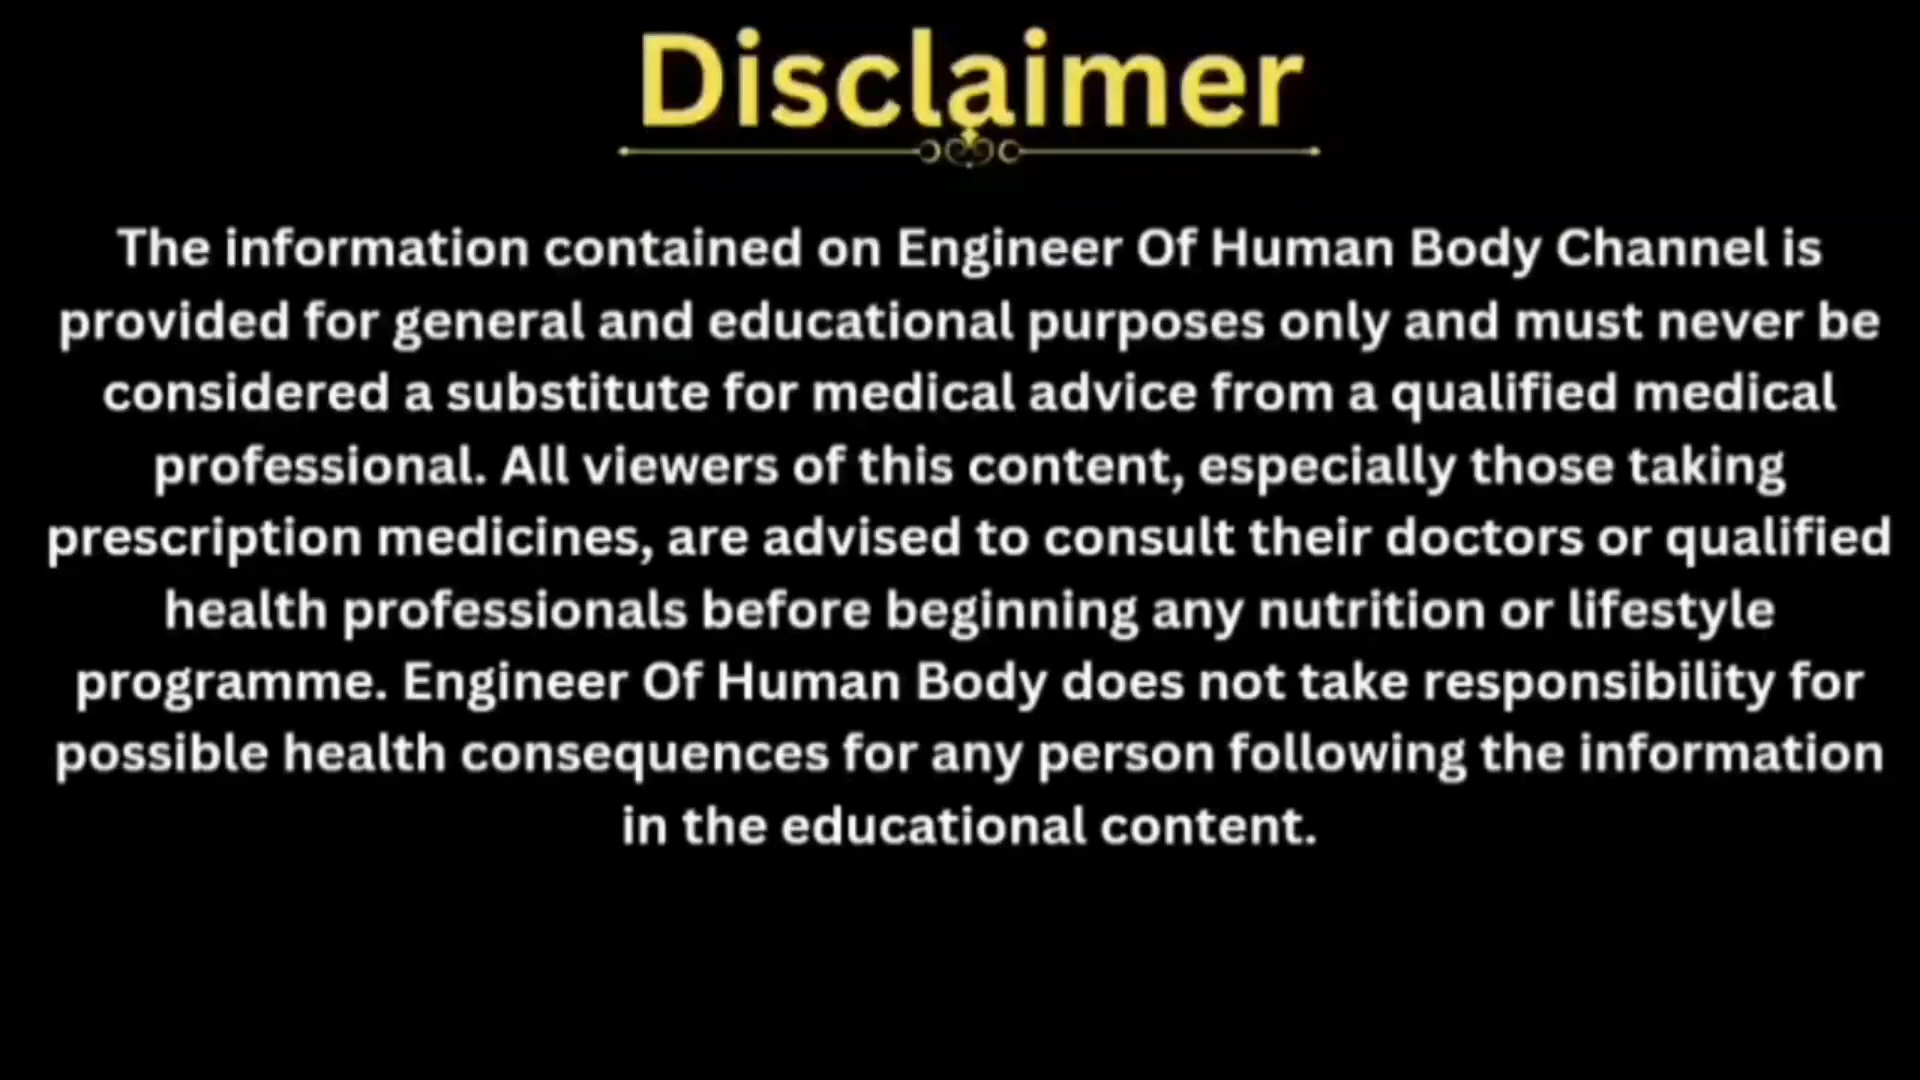 Disclaimer
The information contained on Engineer Of Human Body Channel is
provided for general and educational purposes only and must never be
considered a substitute for medical advice from a qualified medical
professional. All viewers of this content, especially those taking
prescription medicines, are advised to consult their doctors or qualified
health professionals before beginning any nutrition or lifestyle
programme. Engineer Of Human Body does not take responsibility for
possible health consequences for any person following the information
in the educational content.